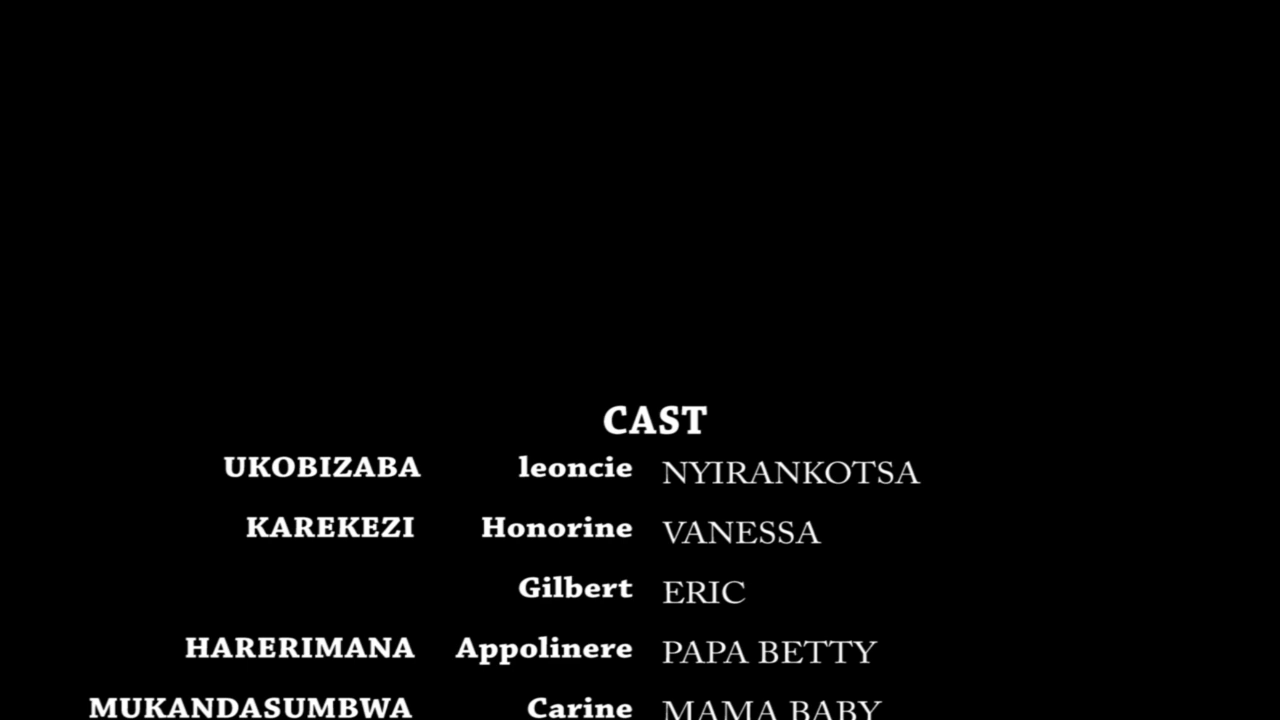 CAST
UKOBIZABA leoncie NYIRANKOTSA
KAREKEZI Honorine VANESSA
Gilbert ERIC
HARERIMANA Appolinere PAPA BETTY
MUKANDASUMBWA Carine MAMA BABY